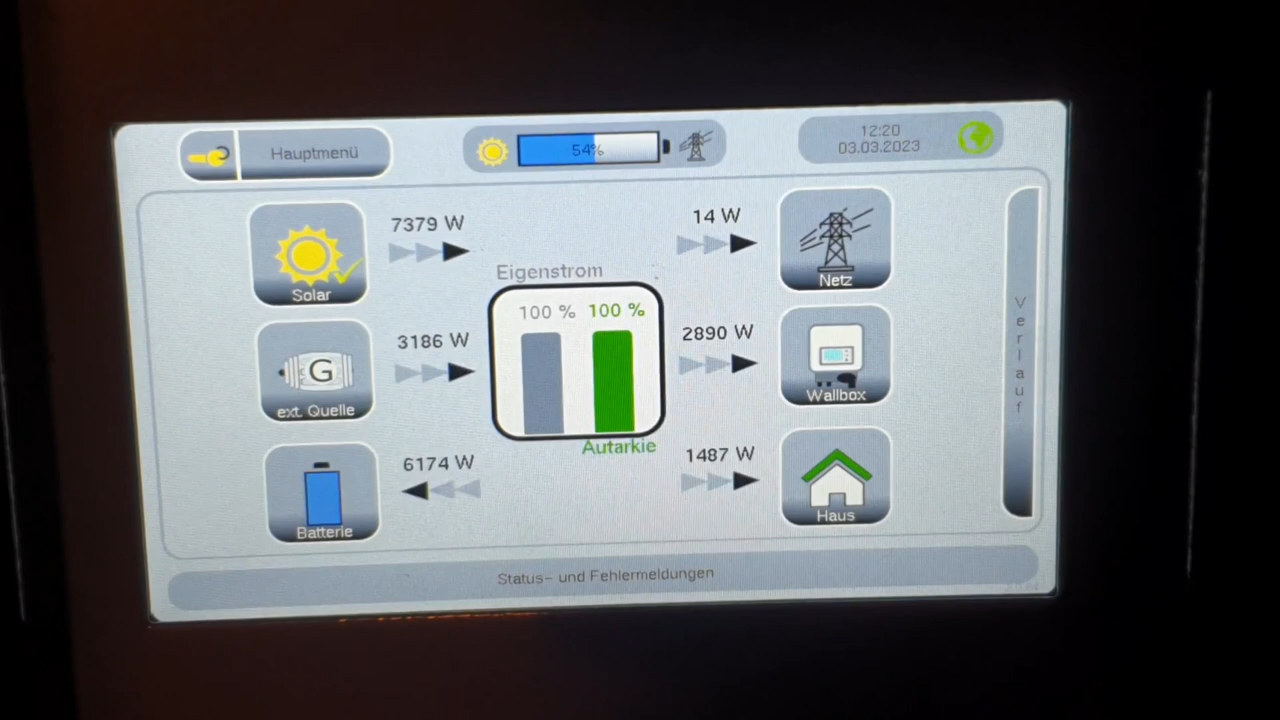 Hauptmenü
54%
12:20
03.03.2023
7379 W
Solar
14 W
Netz
Eigenstrom
100 % 100 %
Autarkie
3186 W
G
ext. Quelle
2890 W
Wallbox
6174 W
Batterie
1487 W
Haus
Verlauf
Status- und Fehlermeldungen